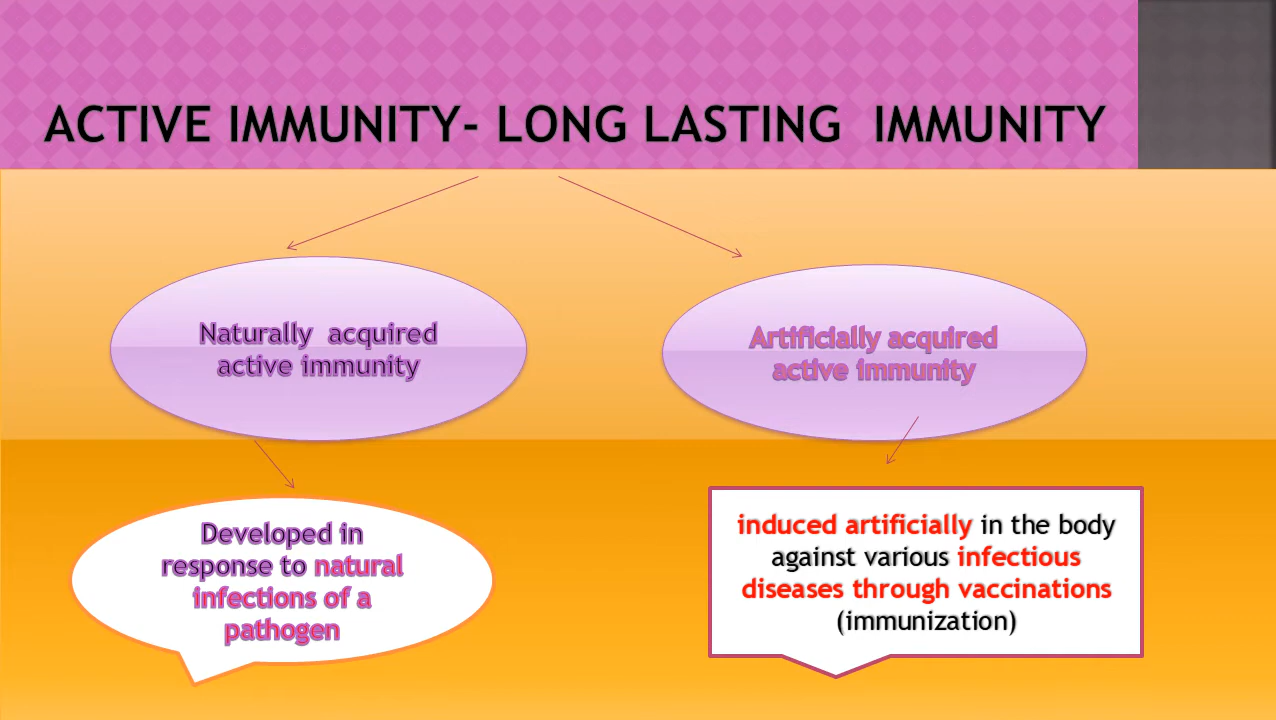 ACTIVE IMMUNITY- LONG LASTING  IMMUNITY
Naturally  acquired
active immunity
Artificially acquired
active immunity
Developed in
response to natural
infections of a
pathogen
induced artificially in the body
against various infectious
diseases through vaccinations
(immunization)